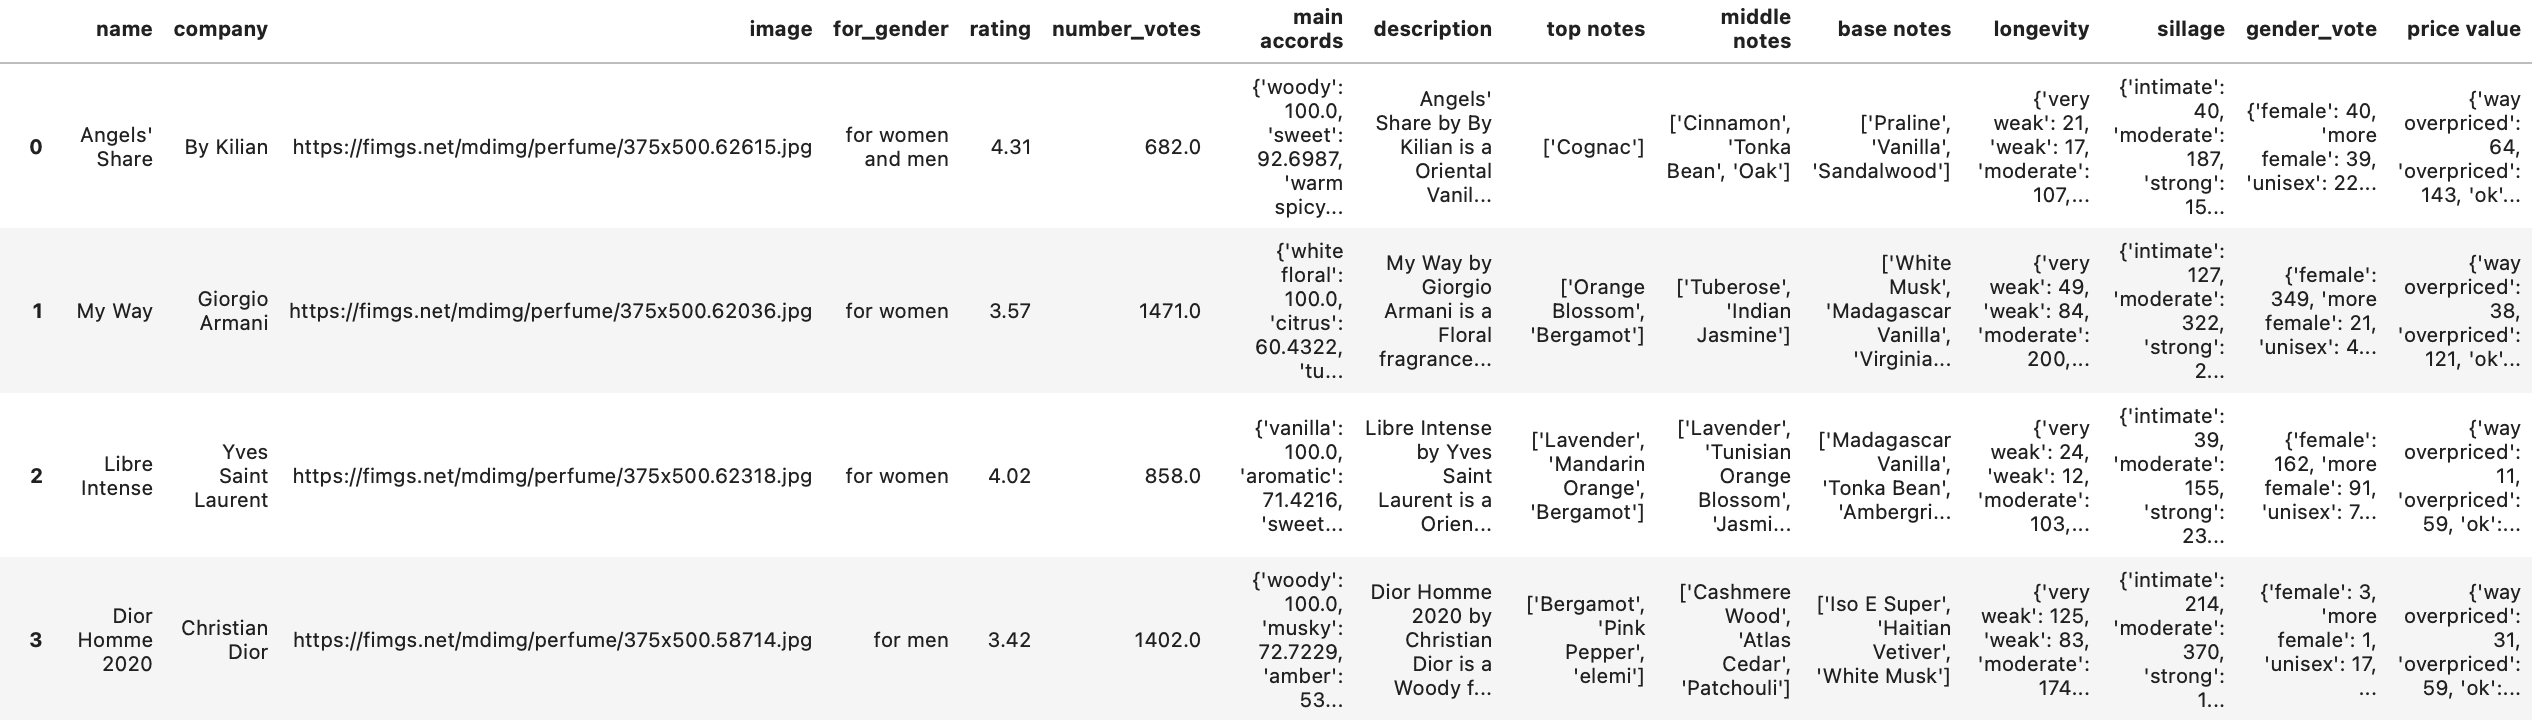 name company image for_gender rating number_votes main accords description top notes middle notes base notes longevity sillage gender_vote price value
0 Angels' Share By Kilian https://fimgs.net/mdimg/perfume/375x500.62615.jpg for women and men 4.31 682.0 {'woody': 100.0, 'sweet': 92.6987, 'warm spicy... Angels' Share by By Kilian is a Oriental Vanil... ['Cognac'] ['Cinnamon', 'Tonka Bean', 'Oak'] ['Praline', 'Vanilla', 'Sandalwood'] {'very weak': 21, 'weak': 17, 'moderate': 107,... {'intimate': 40, 'moderate': 187, 'strong': 15... {'female': 40, 'more female': 39, 'unisex': 22... {'way overpriced': 64, 'overpriced': 143, 'ok'...
1 My Way Giorgio Armani https://fimgs.net/mdimg/perfume/375x500.62036.jpg for women 3.57 1471.0 {'white floral': 100.0, 'citrus': 60.4322, 'tu... My Way by Giorgio Armani is a Floral fragrance... ['Orange Blossom', 'Bergamot'] ['Tuberose', 'Indian Jasmine'] ['White Musk', 'Madagascar Vanilla', 'Virginia... {'very weak': 49, 'weak': 84, 'moderate': 200,... {'intimate': 127, 'moderate': 322, 'strong': 2... {'female': 349, 'more female': 21, 'unisex': 4... {'way overpriced': 38, 'overpriced': 121, 'ok'...
2 Libre Intense Yves Saint Laurent https://fimgs.net/mdimg/perfume/375x500.62318.jpg for women 4.02 858.0 {'vanilla': 100.0, 'aromatic': 71.4216, 'sweet... Libre Intense by Yves Saint Laurent is a Orien... ['Lavender', 'Mandarin Orange', 'Bergamot'] ['Lavender', 'Tunisian Orange Blossom', 'Jasmi... ['Madagascar Vanilla', 'Tonka Bean', 'Ambergri... {'very weak': 24, 'weak': 12, 'moderate': 103,... {'intimate': 39, 'moderate': 155, 'strong': 23... {'female': 162, 'more female': 91, 'unisex': 7... {'way overpriced': 11, 'overpriced': 59, 'ok':...
3 Dior Homme 2020 Christian Dior https://fimgs.net/mdimg/perfume/375x500.58714.jpg for men 3.42 1402.0 {'woody': 100.0, 'musky': 72.7229, 'amber': 53... Dior Homme 2020 by Christian Dior is a Woody f... ['Bergamot', 'Pink Pepper', 'elemi'] ['Cashmere Wood', 'Atlas Cedar', 'Patchouli'] ['Iso E Super', 'Haitian Vetiver', 'White Musk'] {'very weak': 125, 'weak': 83, 'moderate': 174... {'intimate': 214, 'moderate': 370, 'strong': 1... {'female': 3, 'more female': 1, 'unisex': 17, ... {'way overpriced': 31, 'overpriced': 59, 'ok':...